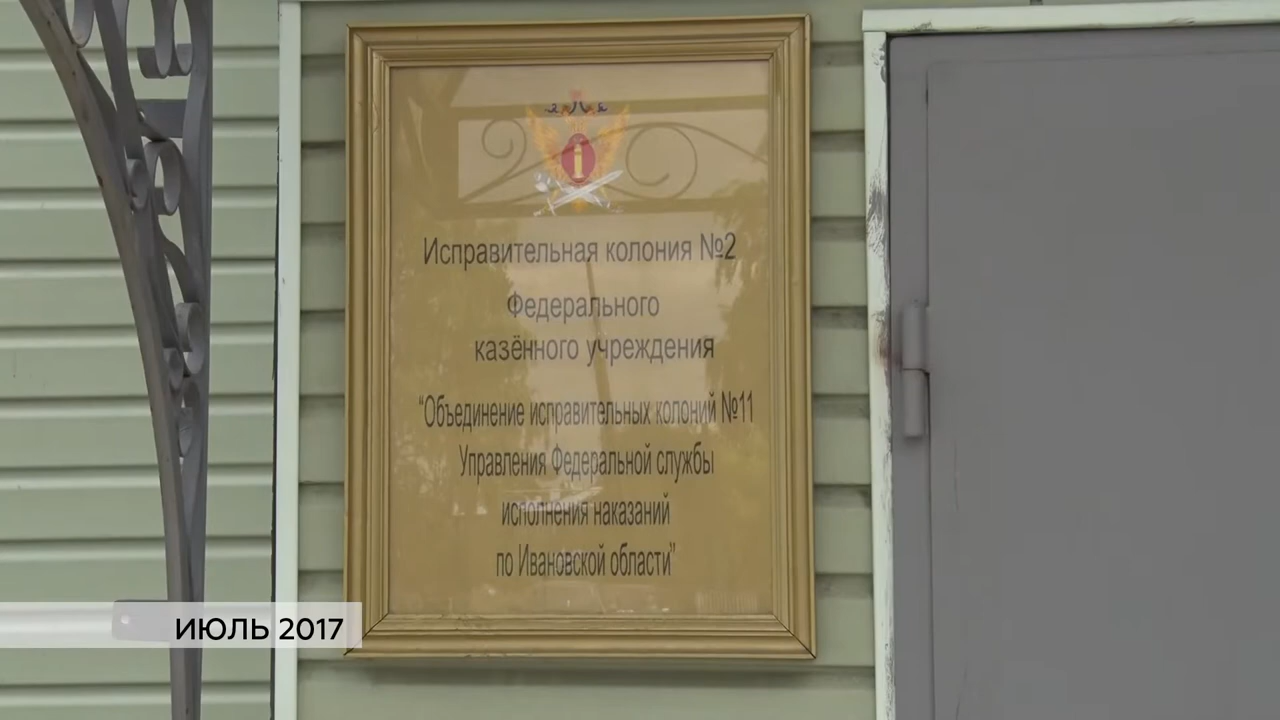 Исправительная колония №2
Федерального
казённого учреждения
“Объединение исправительных колоний №11
Управления Федеральной службы
исполнения наказаний
по Ивановской области"
ИЮЛЬ 2017